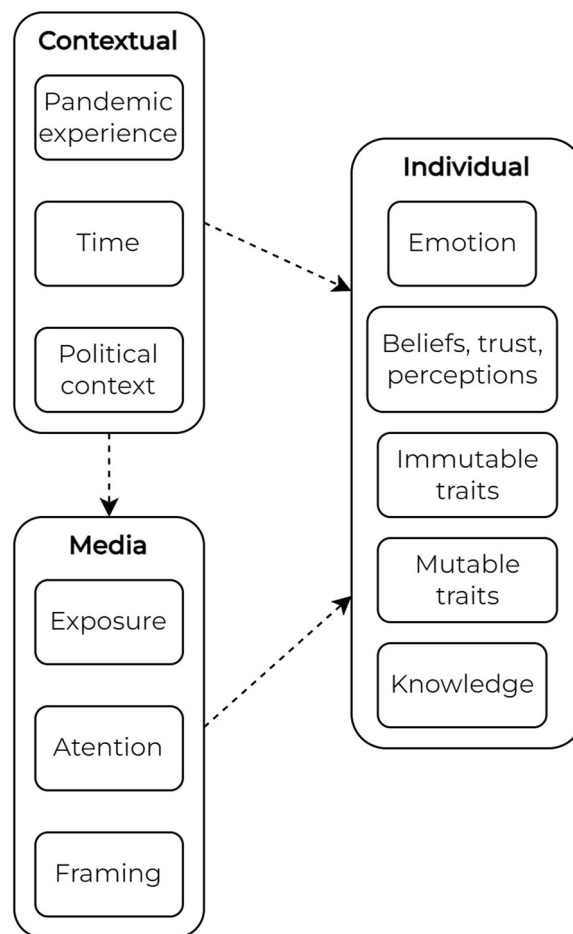 Contextual
Pandemic
experience
Time
Political
context
Media
Exposure
Atention
Framing
Individual
Emotion
Beliefs, trust,
perceptions
Immutable
traits
Mutable
traits
Knowledge